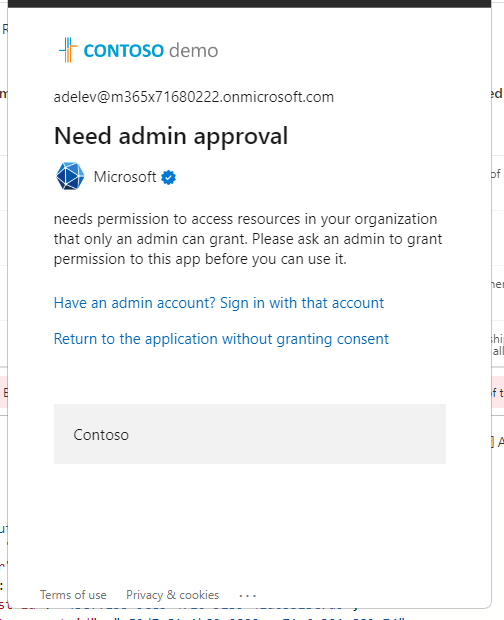 CONTOSO demo
adelev@m365x71680222.onmicrosoft.com
Need admin approval
Microsoft
needs permission to access resources in your organization
that only an admin can grant. Please ask an admin to grant
permission to this app before you can use it.
Have an admin account? Sign in with that account
Return to the application without granting consent
Contoso
Terms of use Privacy & cookies ...